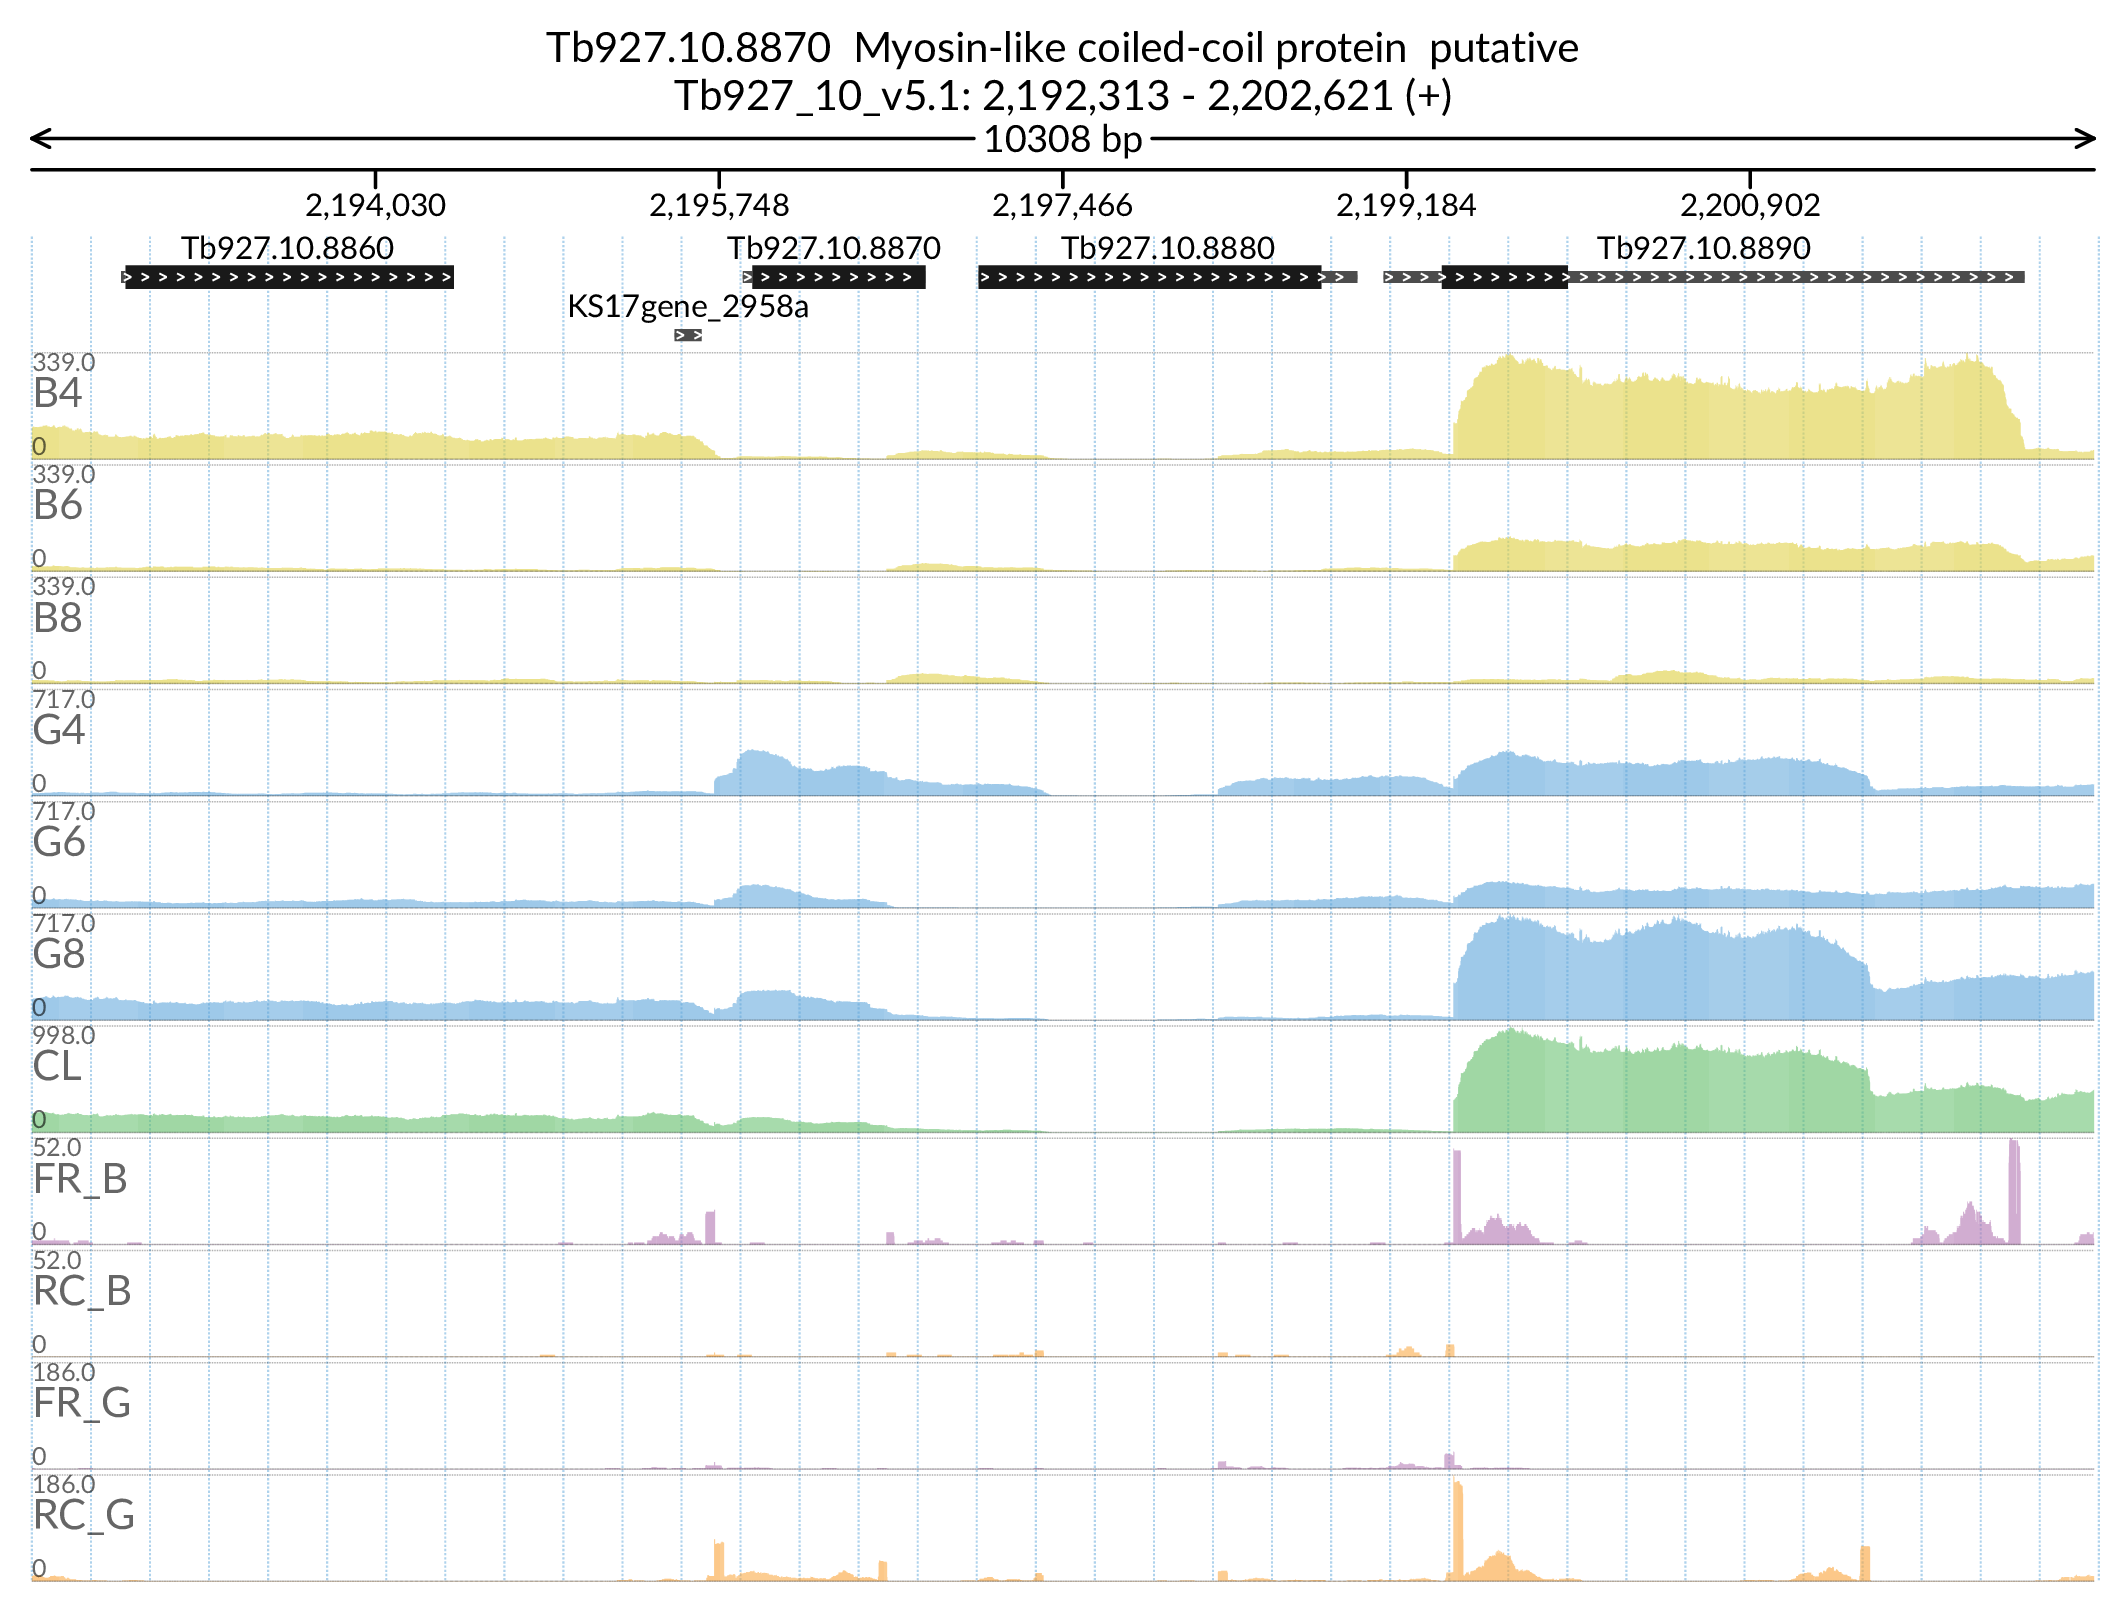 Tb927.10.8870  Myosin-like coiled-coil protein  putative
Tb927_10_v5.1: 2,192,313 - 2,202,621 (+)
10308 bp
2,194,030 2,195,748 2,197,466 2,199,184 2,200,902
Tb927.10.8860 Tb927.10.8870 Tb927.10.8880 Tb927.10.8890
KS17gene_2958a
339.0
B4
0
339.0
B6
0
339.0
B8
0
717.0
G4
0
717.0
G6
0
717.0
G8
0
998.0
CL
0
52.0
FR_B
0
52.0
RC_B
0
186.0
FR_G
0
186.0
RC_G
0